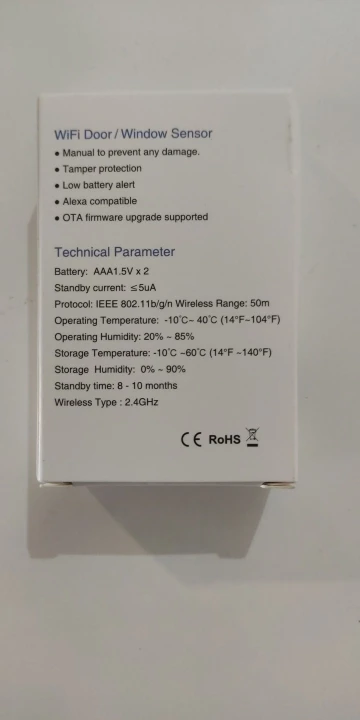 WiFi Door / Window Sensor
● Manual to prevent any damage.
● Tamper protection
● Low battery alert
● Alexa compatible
● OTA firmware upgrade supported
Technical Parameter
Battery: AAA1.5V x 2
Standby current: ≤5uA
Protocol: IEEE 802.11b/g/n Wireless Range: 50m
Operating Temperature: -10℃~ 40℃ (14°F~104°F)
Operating Humidity: 20% ~ 85%
Storage Temperature: -10℃ ~60℃ (14°F ~140°F)
Storage Humidity: 0% ~ 90%
Standby time: 8 - 10 months
Wireless Type : 2.4GHz
CE RoHS